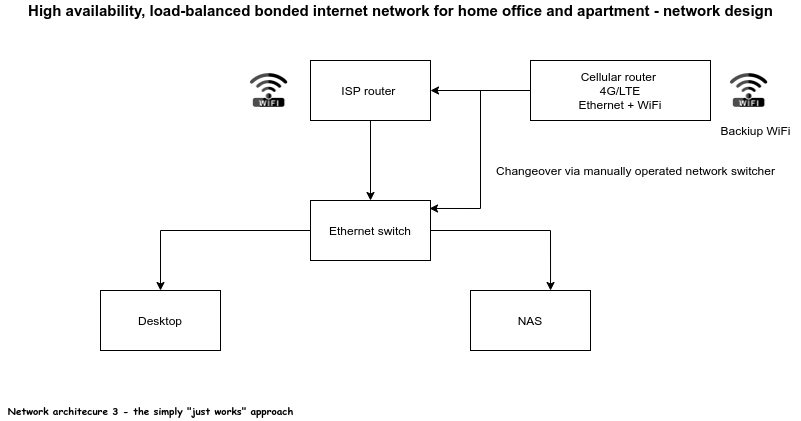 High availability, load-balanced bonded internet network for home office and apartment - network design
WiFi
ISP router
Cellular router
4G/LTE
Ethernet + WiFi
WiFi
Backiup WiFi
Changeover via manually operated network switcher
Ethernet switch
Desktop
NAS
Network architecure 3 - the simply "just works" approach